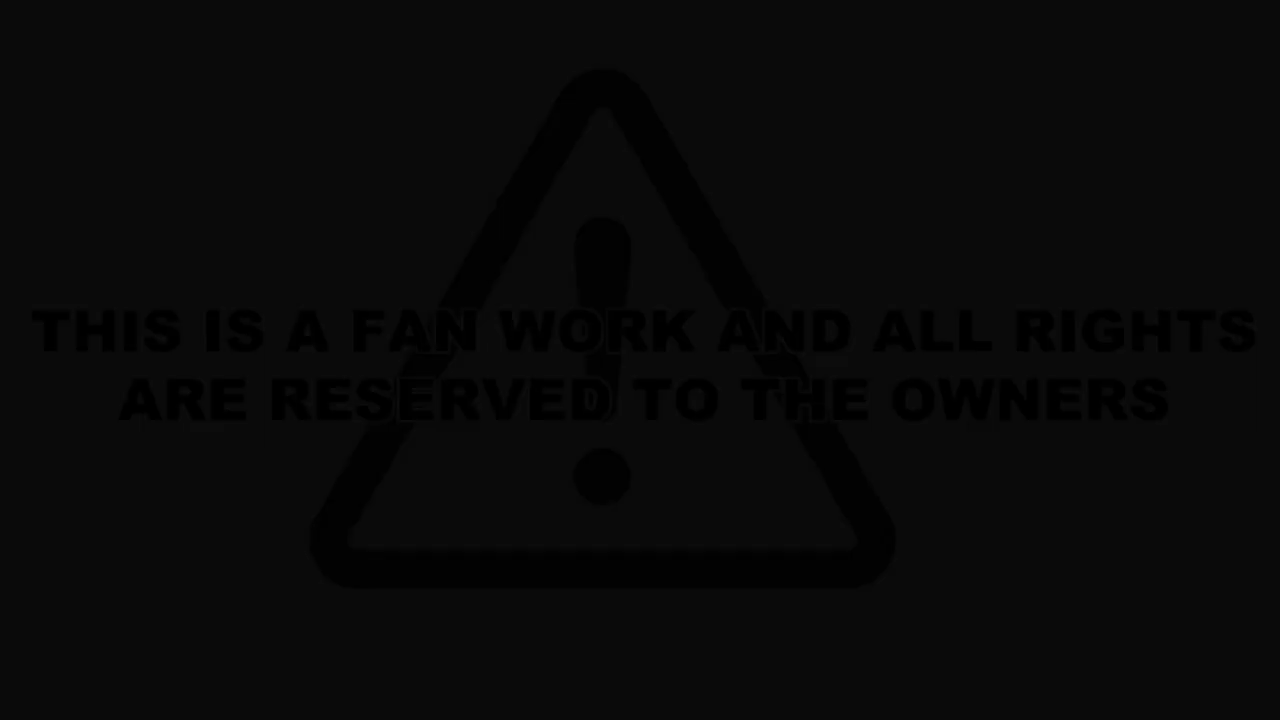 THIS IS A FAN WORK AND ALL RIGHTS
ARE RESERVED TO THE OWNERS